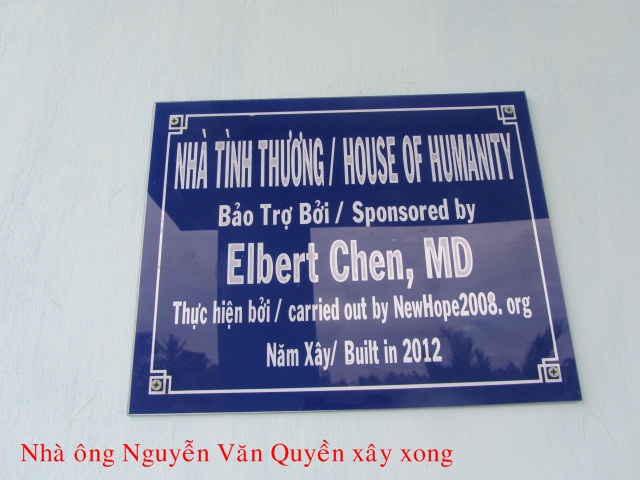 NHÀ TÌNH THƯƠNG / HOUSE OF HUMANITY
Bảo Trợ Bởi / Sponsored by
Elbert Chen, MD
Thực hiện bởi / carried out by NewHope2008. org
Năm Xây/ Built in 2012
Nhà ông Nguyễn Văn Quyền xây xong